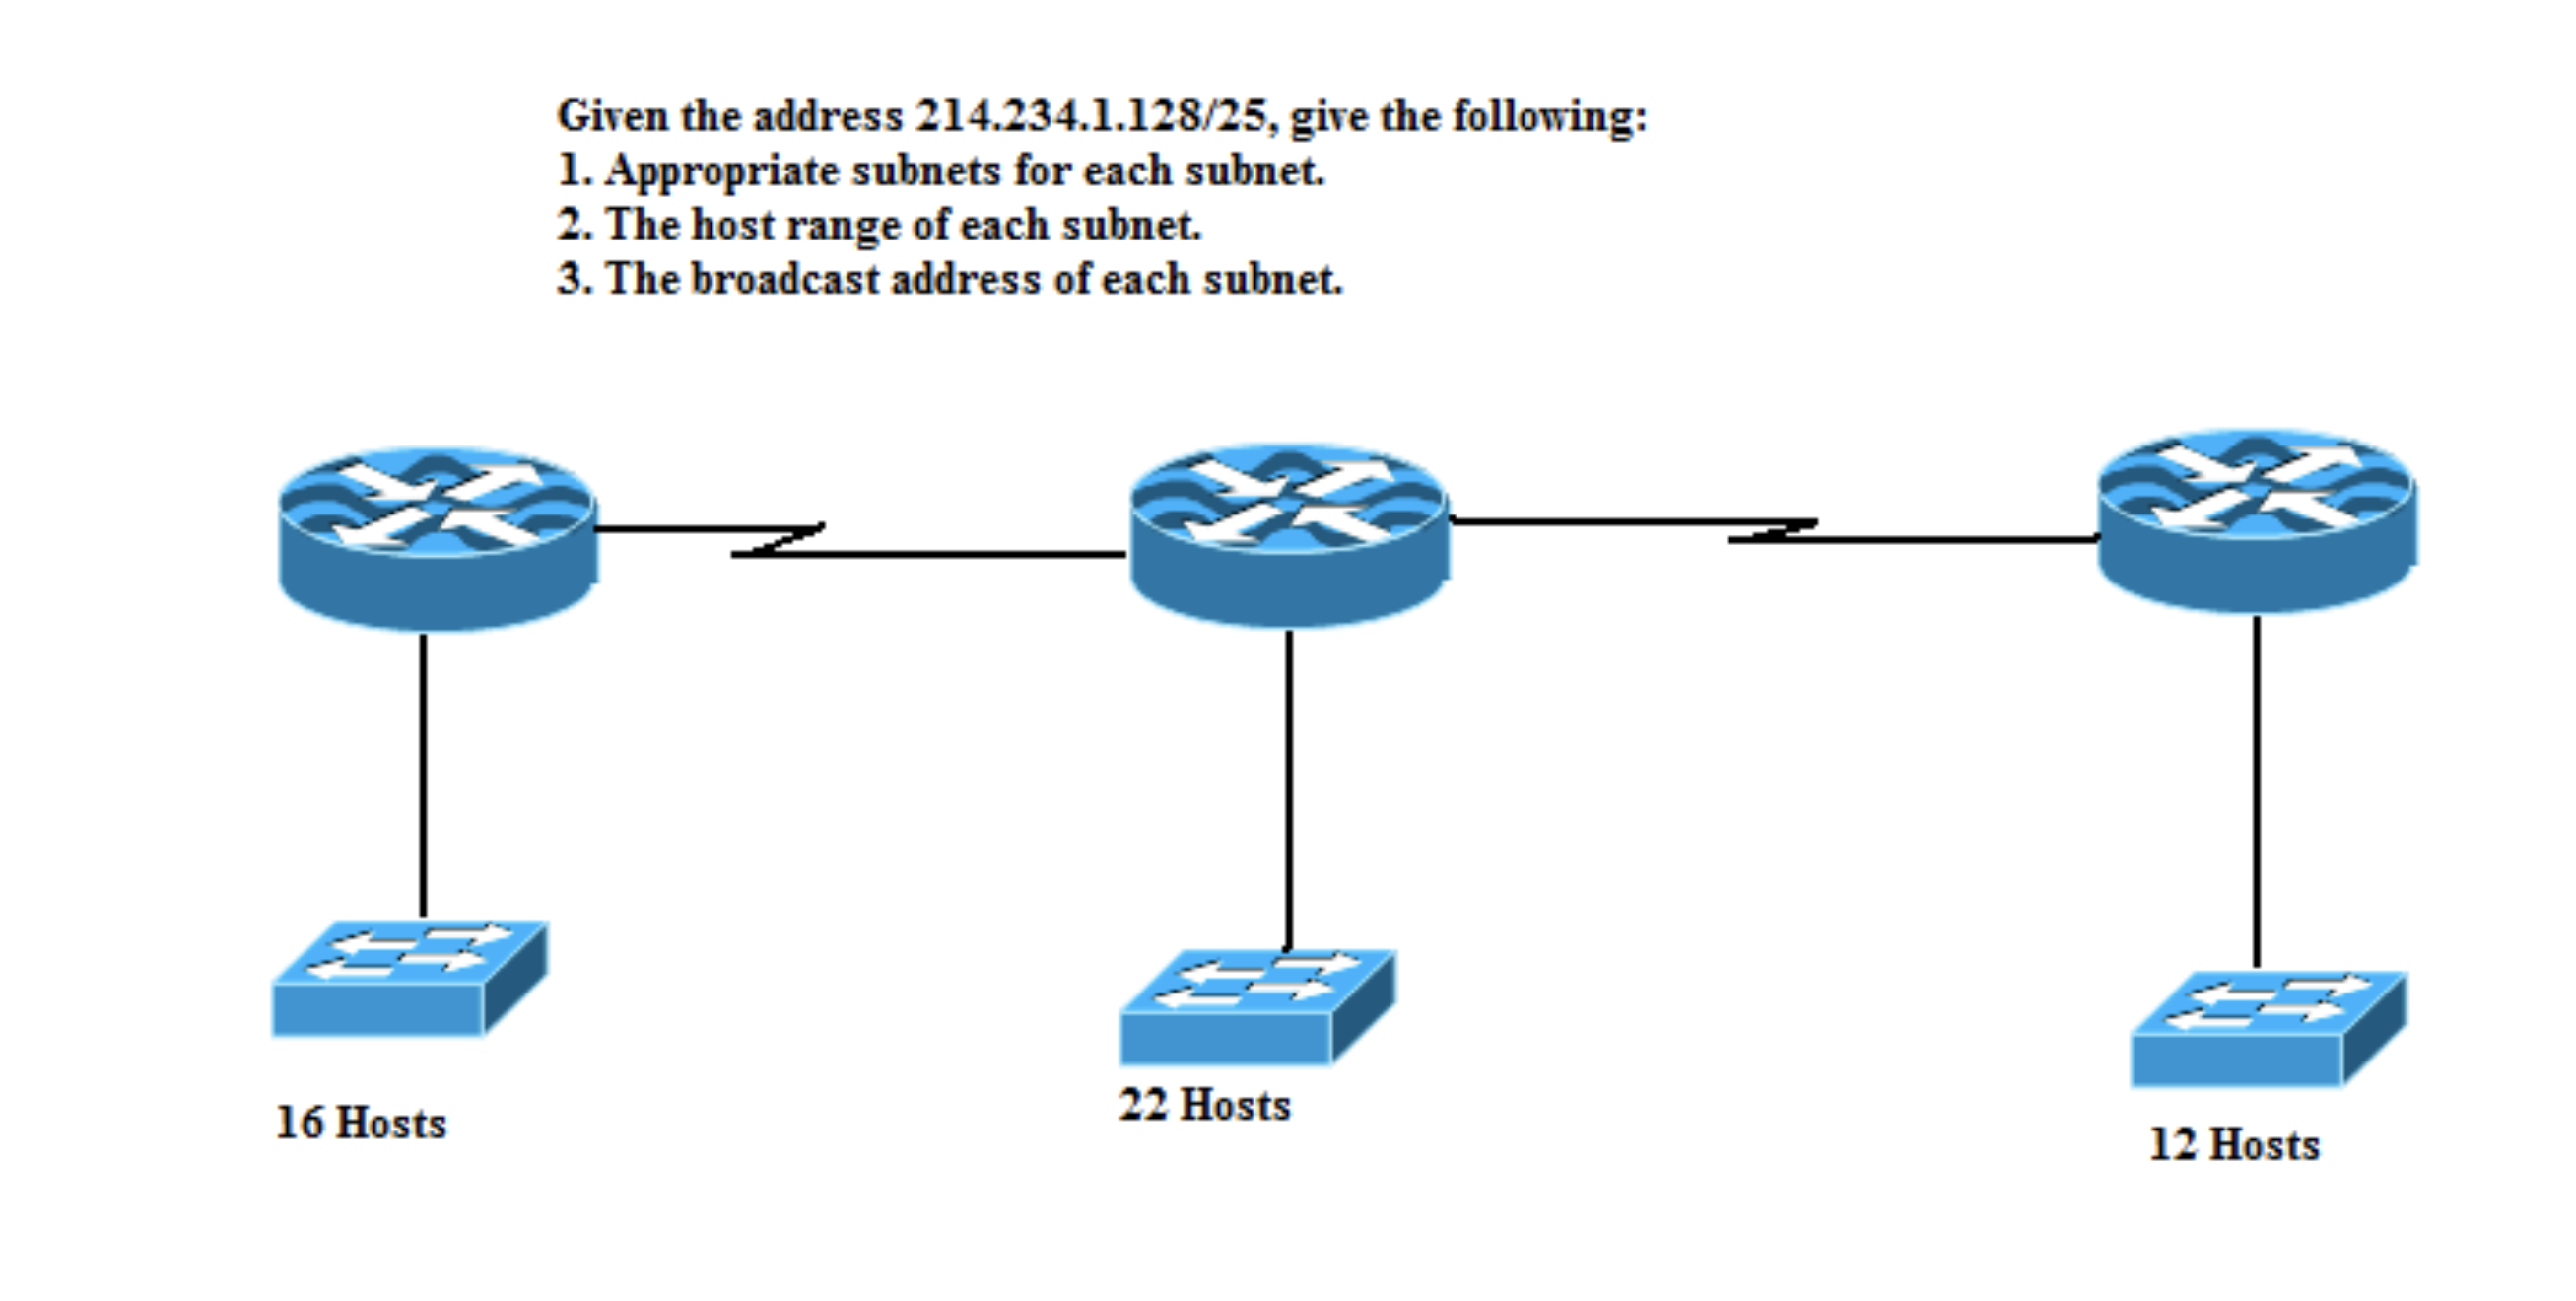 Given the address 214.234.1.128/25, give the following:
1. Appropriate subnets for each subnet.
2. The host range of each subnet.
3. The broadcast address of each subnet.
16 Hosts
22 Hosts
12 Hosts